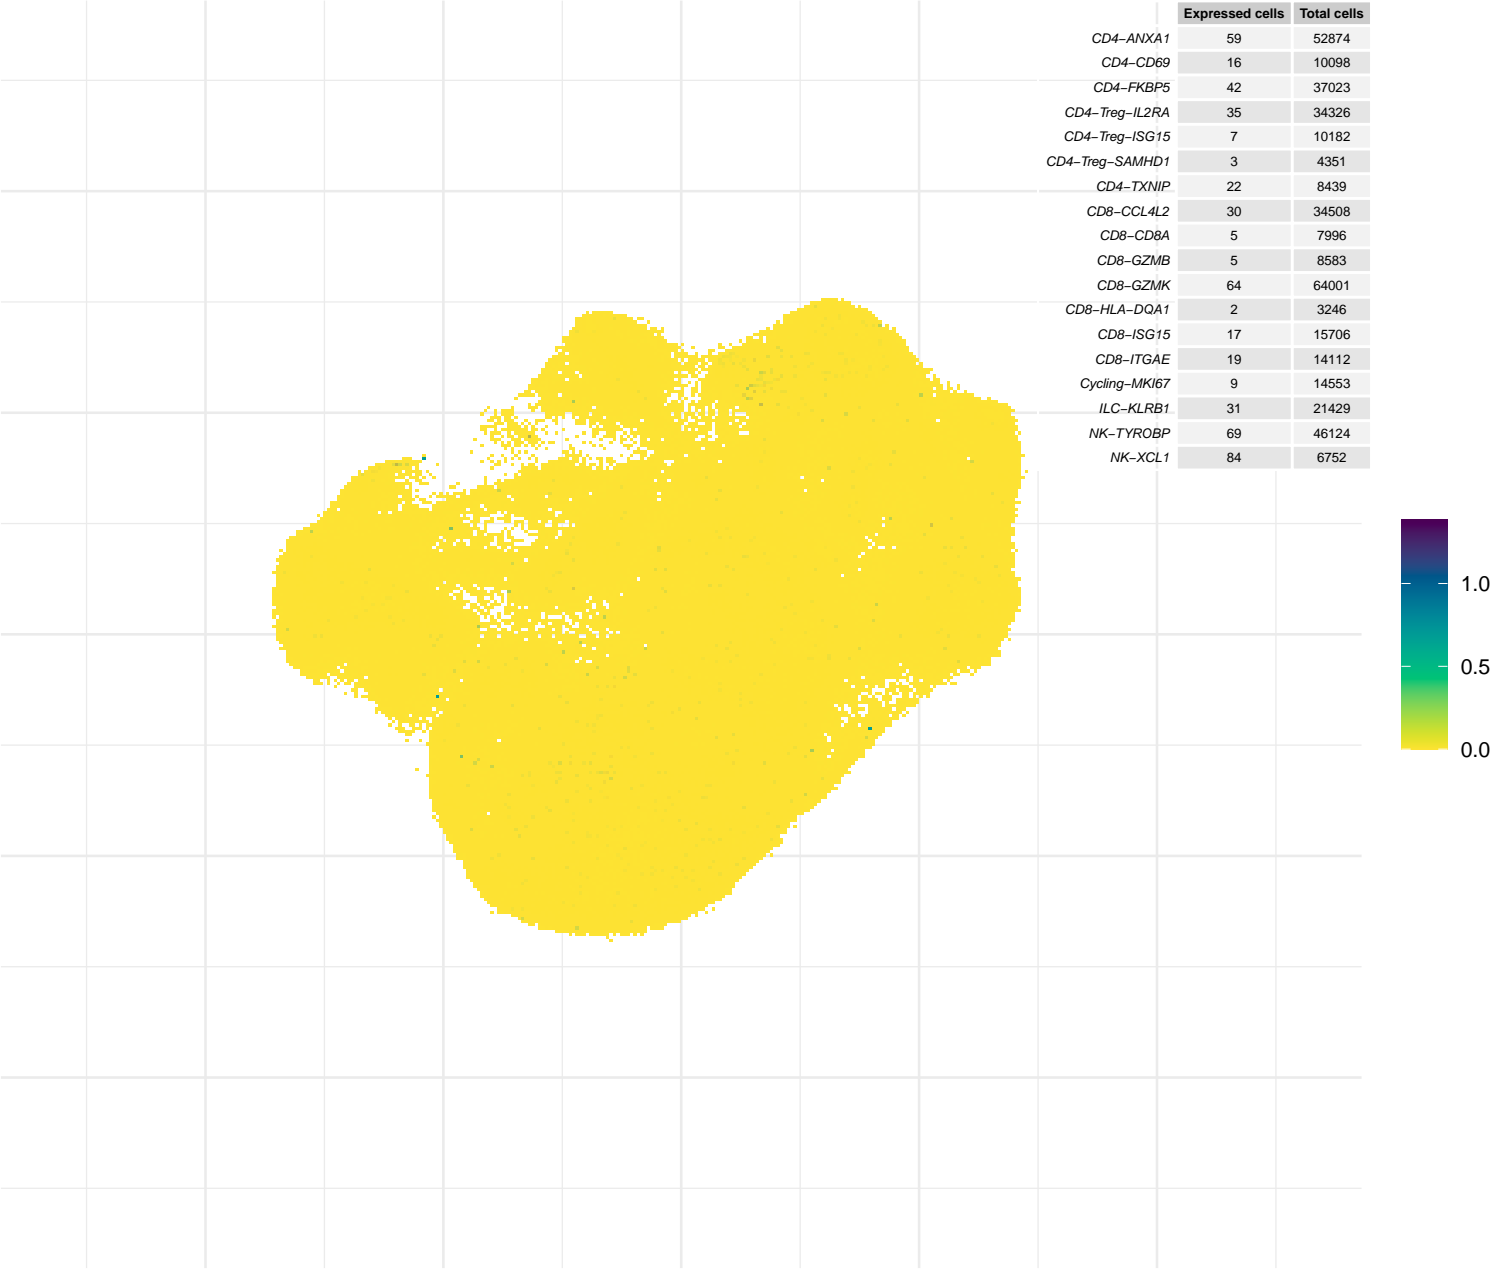 Expressed cells Total cells
CD4−ANXA1 59 52874
CD4−CD69 16 10098
CD4−FKBP5 42 37023
CD4−Treg−IL2RA 35 34326
CD4−Treg−ISG15 7 10182
CD4−Treg−SAMHD1 3 4351
CD4−TXNIP 22 8439
CD8−CCL4L2 30 34508
CD8−CD8A 5 7996
CD8−GZMB 5 8583
CD8−GZMK 64 64001
CD8−HLA−DQA1 2 3246
CD8−ISG15 17 15706
CD8−ITGAE 19 14112
Cycling−MKI67 9 14553
ILC−KLRB1 31 21429
NK−TYROBP 69 46124
NK−XCL1 84 6752
1.0
0.5
0.0